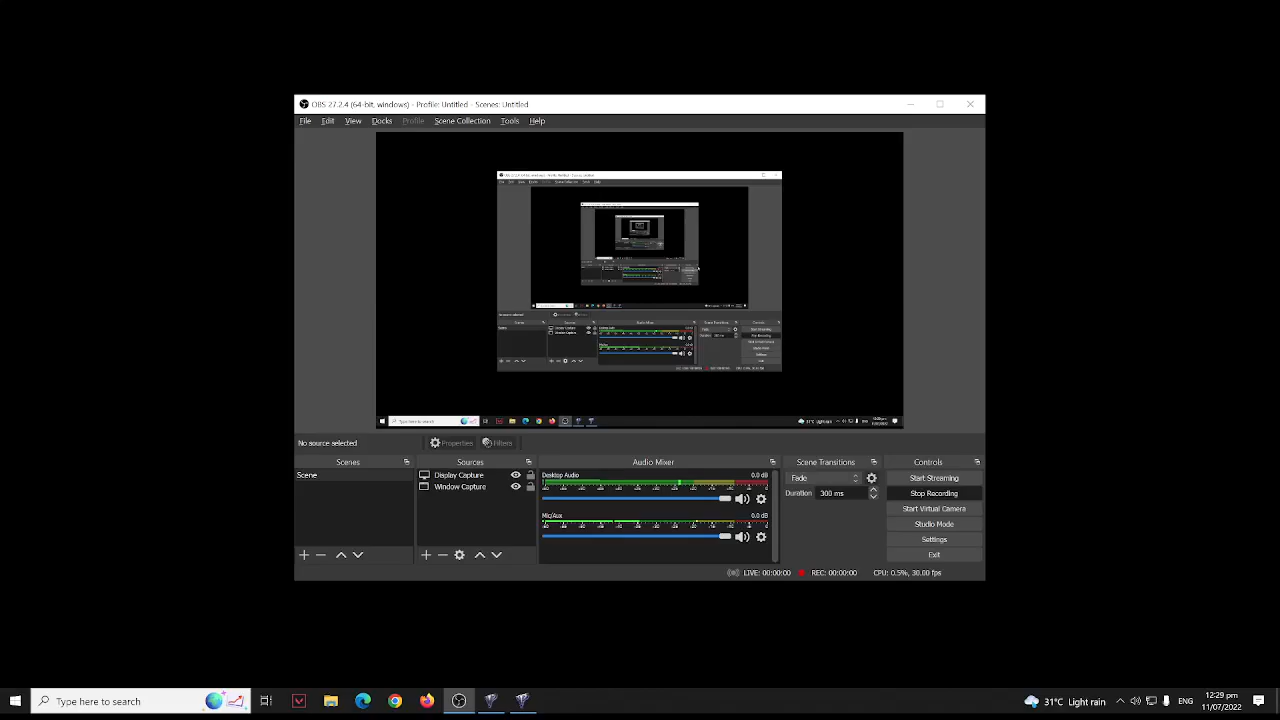 OBS 27.2.4 (64-bit, windows) - Profile: Untitled - Scenes: Untitled
File Edit View Docks Profile Scene Collection Tools Help
Type here to search
No source selected Properties Filters
Scenes Sources Audio Mixer Scene Transitions Controls
Scene Display Capture Desktop Audio 0.0 dB Fade Start Streaming
Window Capture Duration 300 ms Stop Recording
Mic/Aux 0.0 dB Start Virtual Camera
Studio Mode
Settings
Exit
LIVE: 00:00:00 REC: 00:00:00 CPU: 0.5%, 30.00 fps
Type here to search 31°C Light rain ENG 12:29 pm
11/07/2022